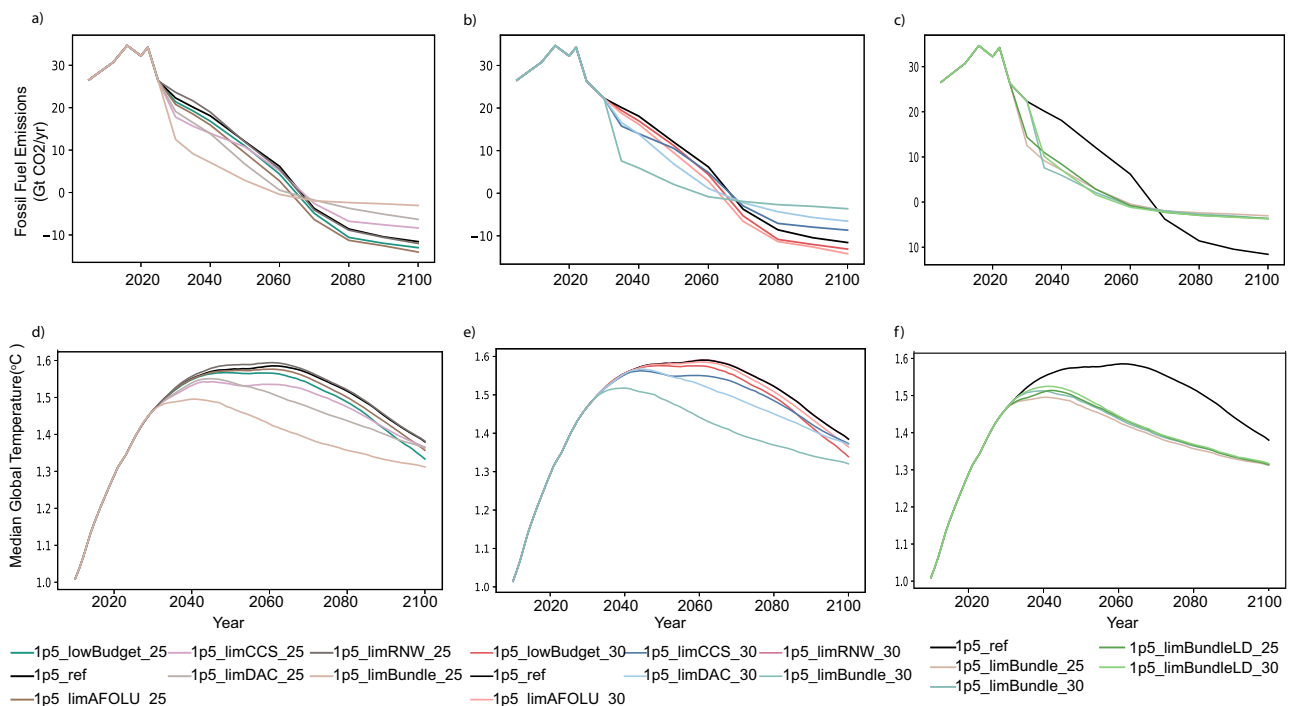 a)
b)
c)
Fossil Fuel Emissions
(Gt CO2/yr)
30
20
10
0
−10
2020 2040 2060 2080 2100
30
20
10
0
−10
2020 2040 2060 2080 2100
30
20
10
0
10
2020 2040 2060 2080 2100
d)
e)
f)
Median Global Temperature(°C)
1.6
1.5
1.4
1.3
1.2
1.1
1.0
2020 2040 2060 2080 2100
Year
1.6
1.5
1.4
1.3
1.2
1.1
1.0
2020 2040 2060 2080 2100
Year
1.6
1.5
1.4
1.3
1.2
1.1
1.0
2020 2040 2060 2080 2100
Year
1p5_lowBudget_25 1p5_limCCS_25 1p5_limRNW_25
1p5_ref 1p5_limDAC_25 1p5_limBundle_25
1p5_limAFOLU_25
1p5_lowBudget_30 1p5_limCCS_30 1p5_limRNW_30
1p5_ref 1p5_limDAC_30 1p5_limBundle_30
1p5_limAFOLU_30
1p5_ref 1p5_limBundleLD_25
1p5_limBundle_25 1p5_limBundleLD_30
1p5_limBundle_30